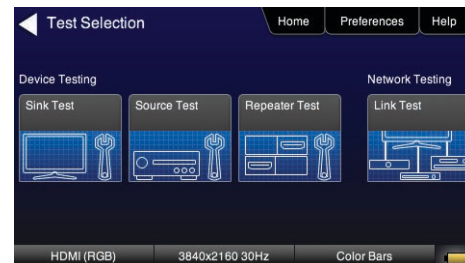 Test Selection
Home
Preferences
Help
Device Testing
Network Testing
Sink Test
Source Test
Repeater Test
Link Test
HDMI (RGB)
3840x2160 30Hz
Color Bars